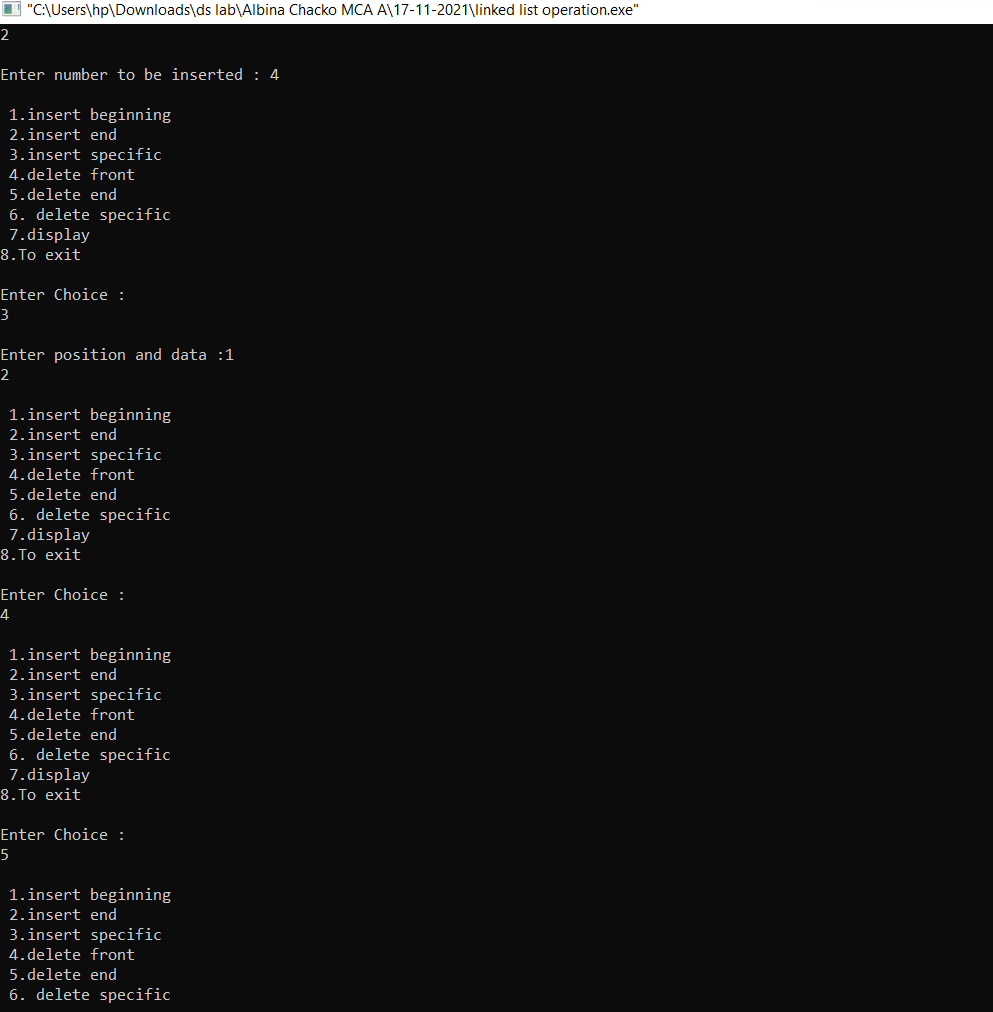 "C:\Users\hp\Downloads\ds lab\Albina Chacko MCA A\17-11-2021\linked list operation.exe"
2
Enter number to be inserted : 4
1.insert beginning
2.insert end
3.insert specific
4.delete front
5.delete end
6. delete specific
7.display
8.To exit
Enter Choice :
3
Enter position and data :1
2
1.insert beginning
2.insert end
3.insert specific
4.delete front
5.delete end
6. delete specific
7.display
8.To exit
Enter Choice :
4
1.insert beginning
2.insert end
3.insert specific
4.delete front
5.delete end
6. delete specific
7.display
8.To exit
Enter Choice :
5
1.insert beginning
2.insert end
3.insert specific
4.delete front
5.delete end
6. delete specific